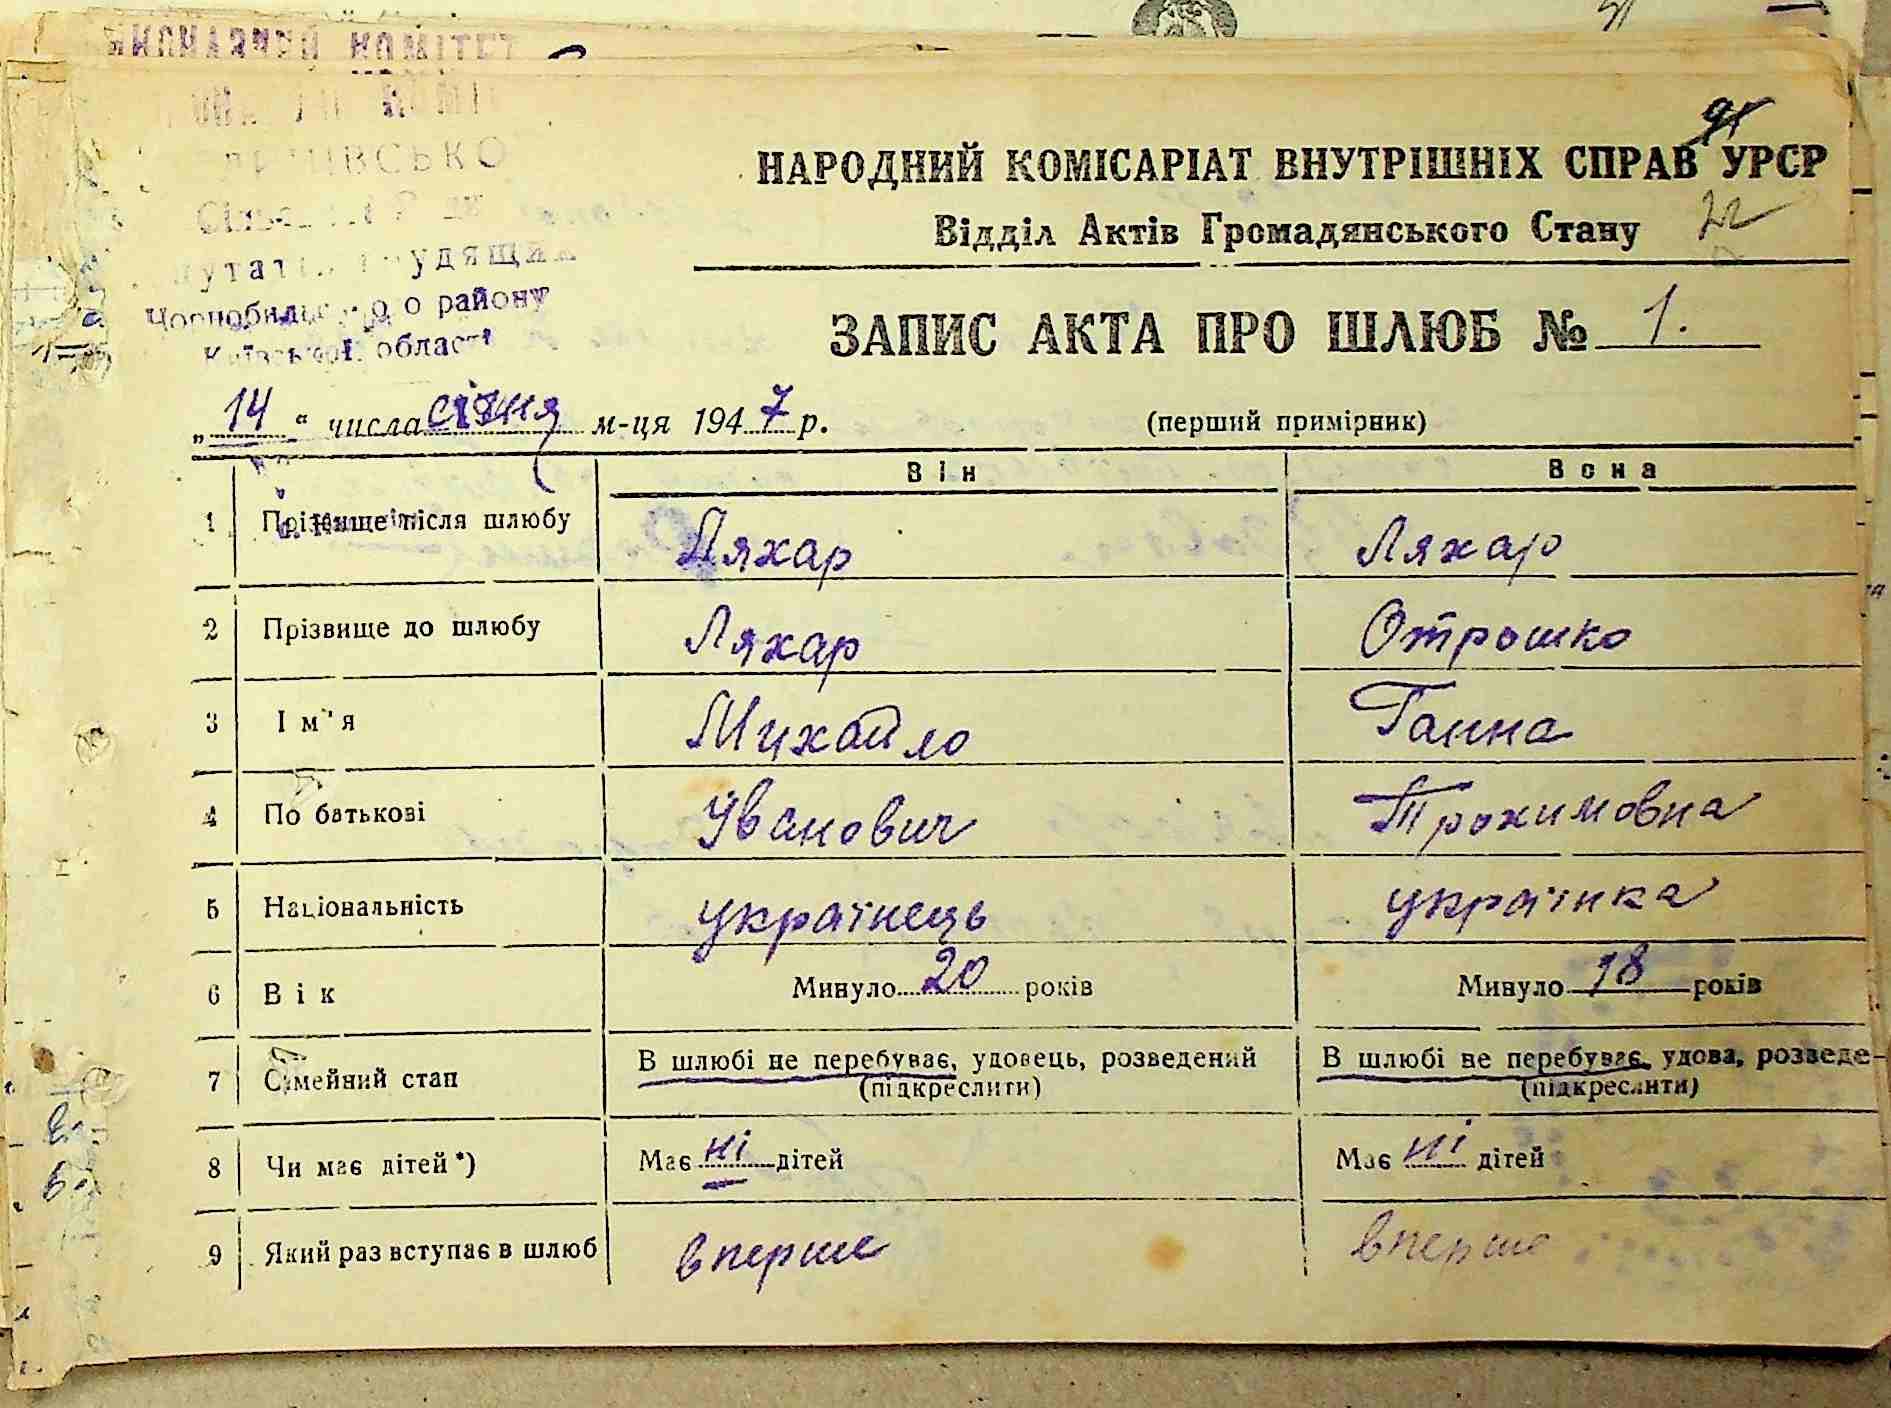 ВИКОНАВЧИЙ КОМІТЕТ
Чорнобильського району
Київської області
НАРОДНИЙ КОМІСАРІАТ ВНУТРІШНІХ СПРАВ УРСР
Відділ Актів Громадянського Стану
22
ЗАПИС АКТА ПРО ШЛЮБ № 1.
„14“ числа січня м-ця 1947 р. (перший примірник)
Він Вона
1 Прізвище після шлюбу Ляхар Ляхар
2 Прізвище до шлюбу Ляхар Отрошко
3 Ім'я Михайло Ганна
4 По батькові Іванович Трохимовна
5 Національність українець українка
6 Вік Минуло 20 років Минуло 18 років
7 Сімейний стан В шлюбі не перебуває, удовець, розведений (підкреслити) В шлюбі не перебуває, удова, розведе-
(підкреслити)
8 Чи має дітей*) Має ні дітей Має ні дітей
9 Який раз вступає в шлюб вперше вперше